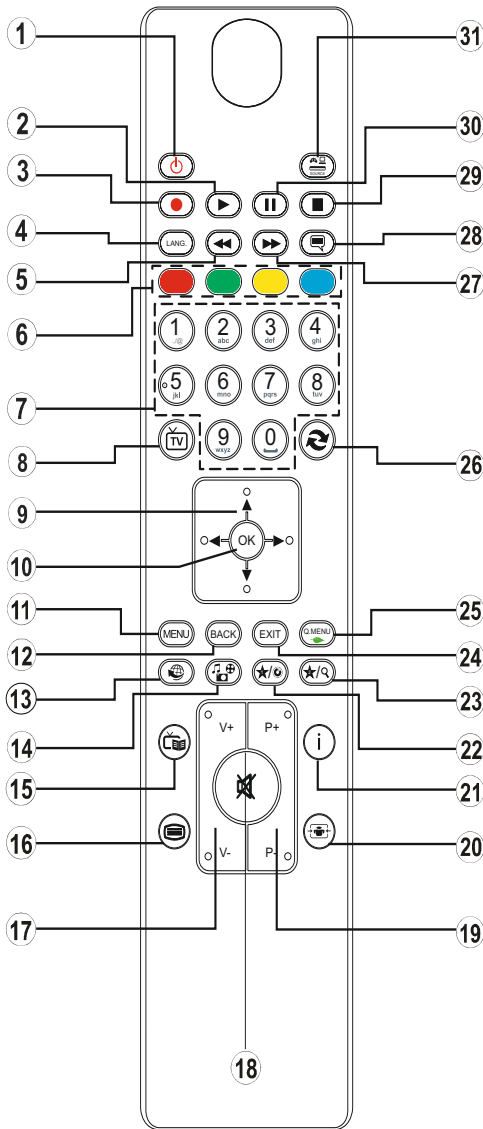 1
31
2
30
SOURCE
3
29
4
LANG.
28
5
27
6
1 2 3 4
./@ abc def ghi
7
5 6 7 8
jkl mno pqrs tuv
8
TV
9 0
wxyz
26
9
OK
10
11
MENU BACK EXIT Q.MENU
25
12
24
13
/ /
23
14
22
V+ P+
15
i
21
16
20
V- P-
17
19
18